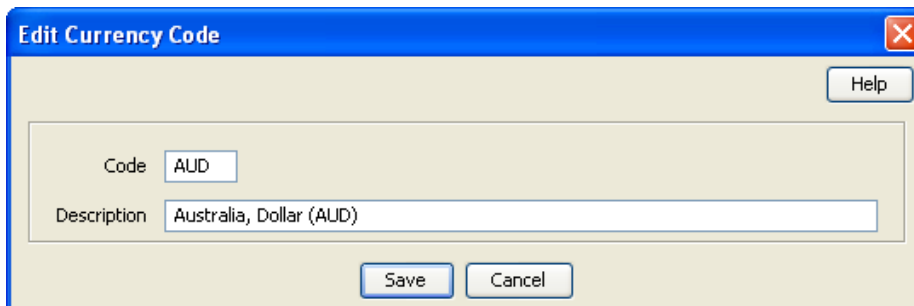 Edit Currency Code
Help
Code AUD
Description Australia, Dollar (AUD)
Save Cancel